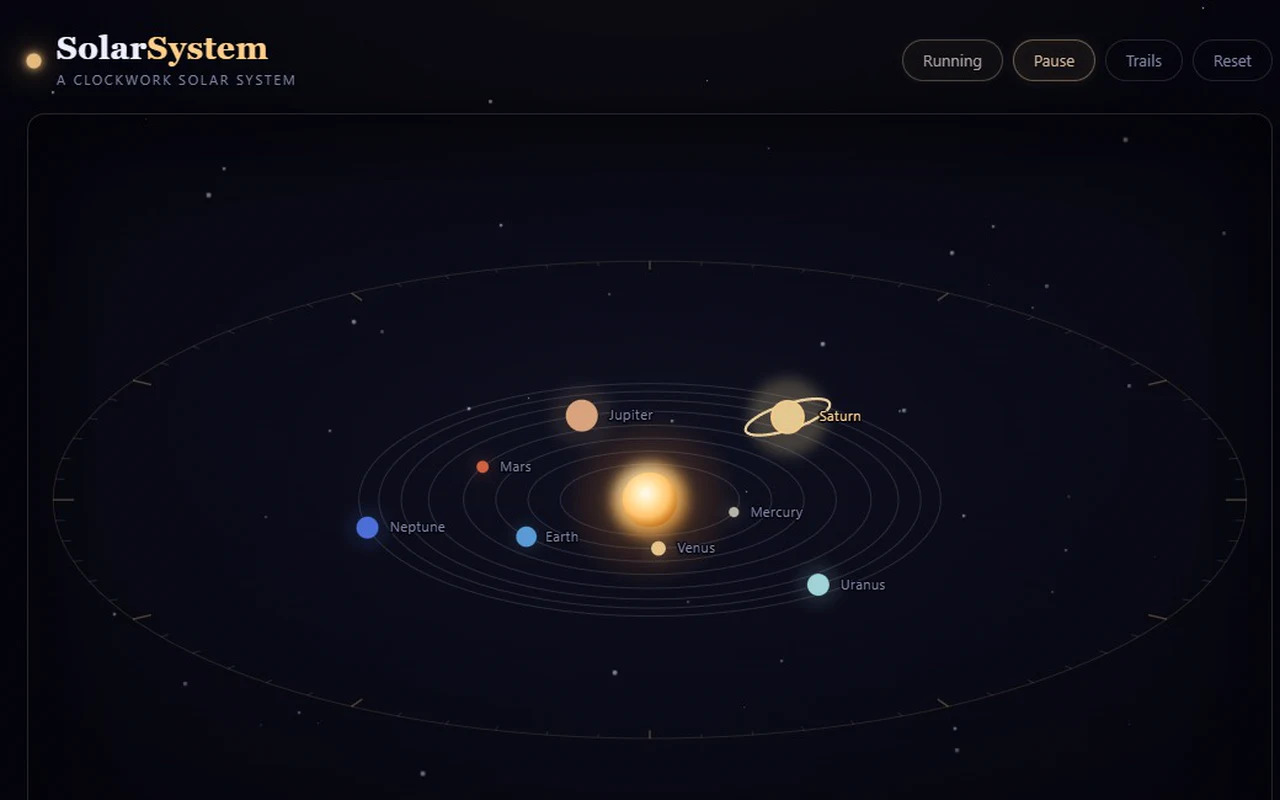 SolarSystem
A CLOCKWORK SOLAR SYSTEM
Running
Pause
Trails
Reset
Jupiter
Saturn
Mars
Mercury
Neptune
Earth
Venus
Uranus